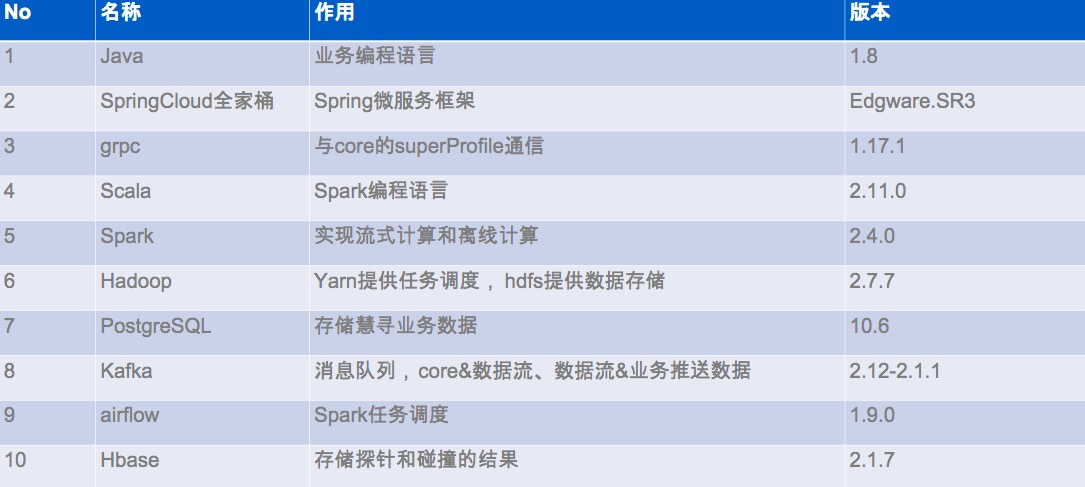 No 名称 作用 版本
1 Java 业务编程语言 1.8
2 SpringCloud全家桶 Spring微服务框架 Edgware.SR3
3 grpc 与core的superProfile通信 1.17.1
4 Scala Spark编程语言 2.11.0
5 Spark 实现流式计算和离线计算 2.4.0
6 Hadoop Yarn提供任务调度，hdfs提供数据存储 2.7.7
7 PostgreSQL 存储慧寻业务数据 10.6
8 Kafka 消息队列，core&数据流、数据流&业务推送数据 2.12-2.1.1
9 airflow Spark任务调度 1.9.0
10 Hbase 存储探针和碰撞的结果 2.1.7